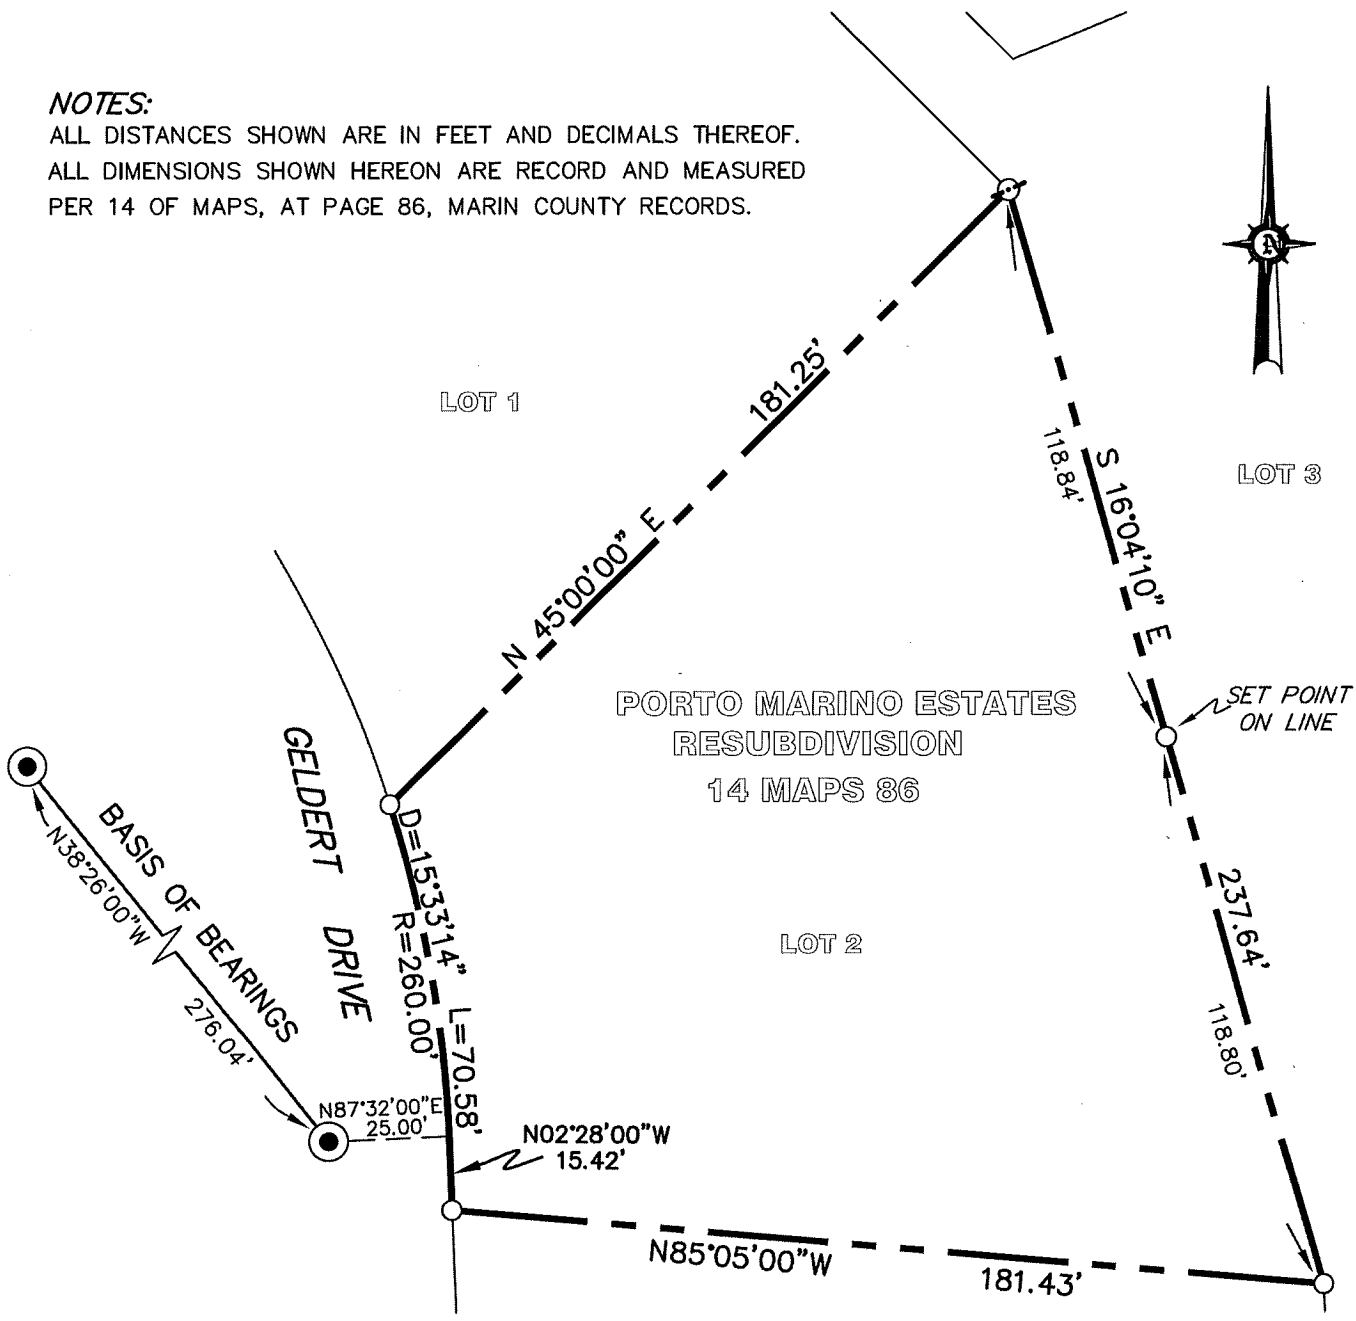 NOTES:
ALL DISTANCES SHOWN ARE IN FEET AND DECIMALS THEREOF.
ALL DIMENSIONS SHOWN HEREON ARE RECORD AND MEASURED
PER 14 OF MAPS, AT PAGE 86, MARIN COUNTY RECORDS.
N
LOT 1
181.25'
N 45°00'00" E
118.84'
S 16°04'10" E
LOT 3
SET POINT
ON LINE
PORTO MARINO ESTATES
RESUBDIVISION
14 MAPS 86
LOT 2
237.64'
118.80'
GELDERT DRIVE
D=15°33'14" L=70.58'
R=260.00'
BASIS OF BEARINGS
N38°26'00"W
276.04'
N87°32'00"E
25.00'
N02°28'00"W
15.42'
N85°05'00"W
181.43'